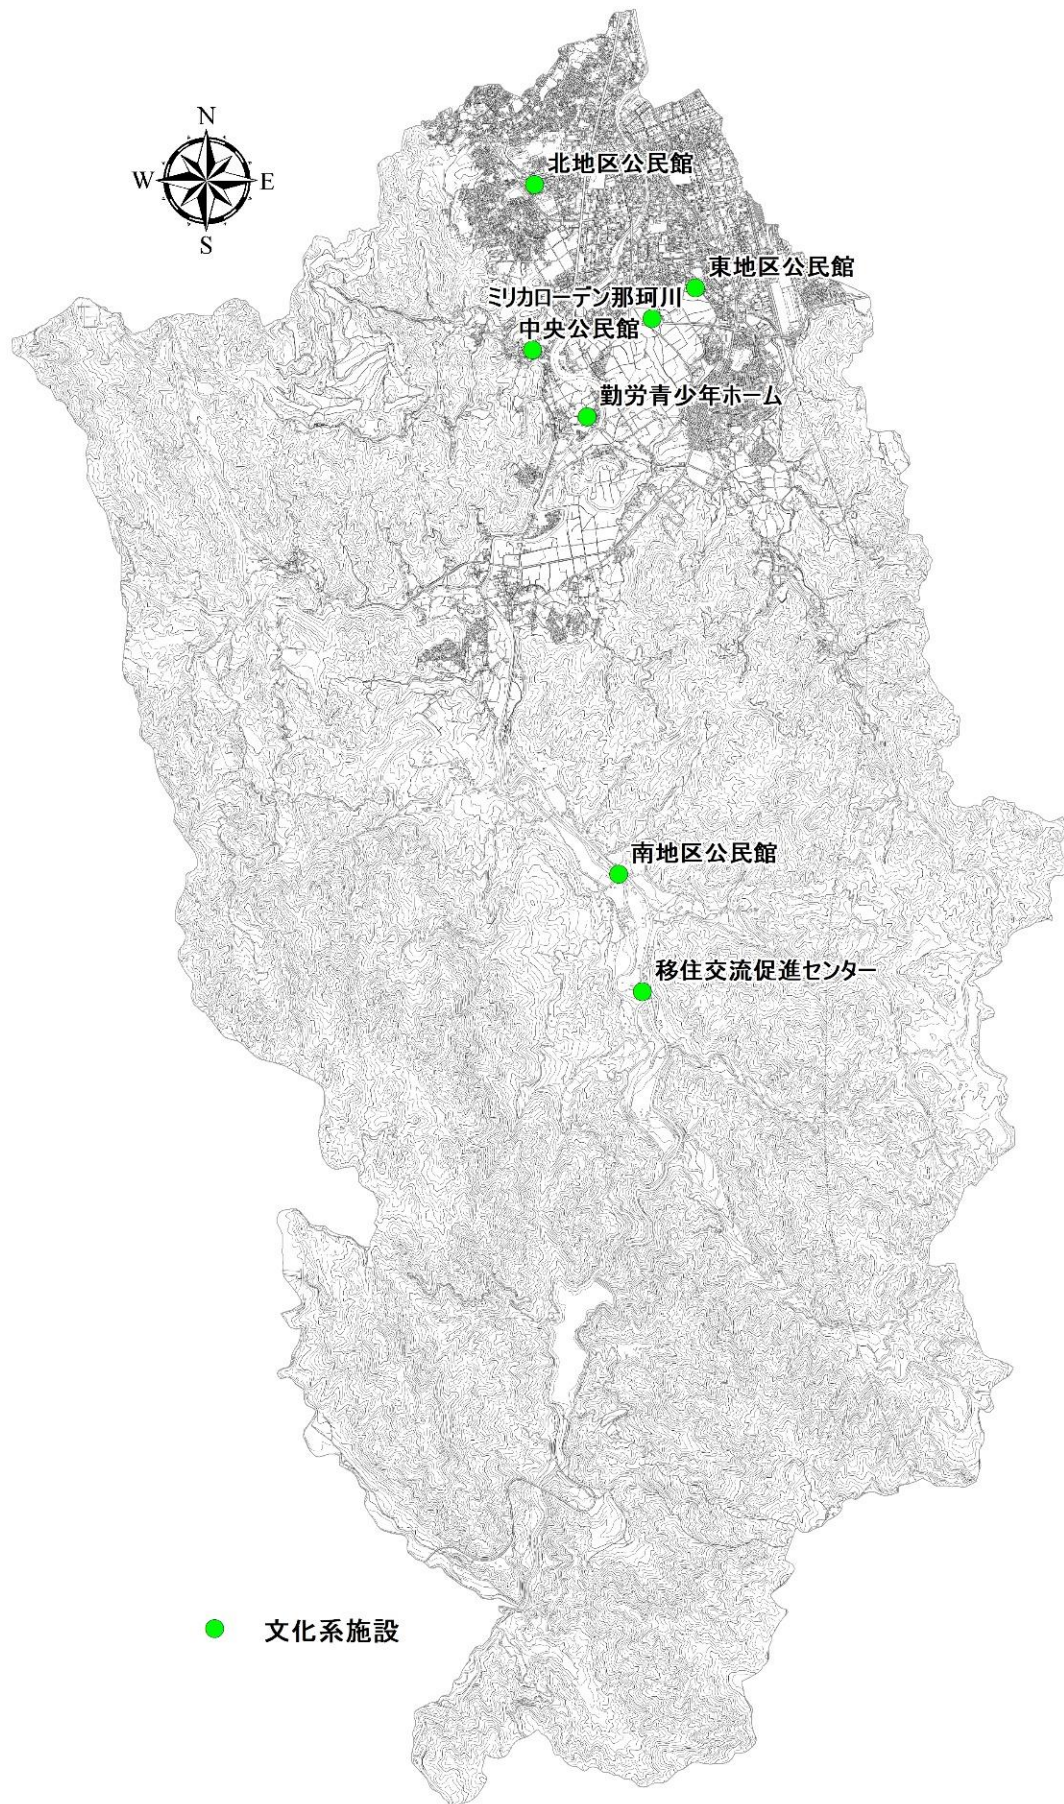 N
W
E
S
北地区公民館
東地区公民館
ミリカローデン那珂川
中央公民館
勤労青少年ホーム
南地区公民館
移住交流促進センター
文化系施設